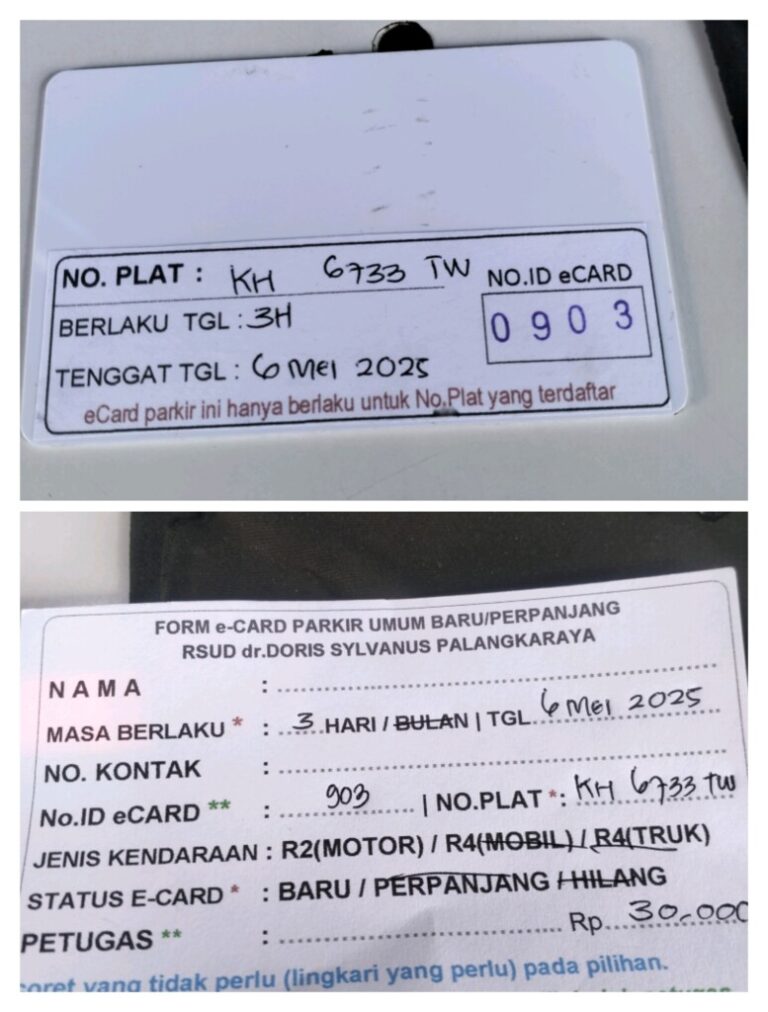 NO. PLAT : KH 6733 TW
NO.ID eCARD
BERLAKU TGL : 3H
0903
TENGGAT TGL : 6 MEI 2025
eCard parkir ini hanya berlaku untuk No.Plat yang terdaftar
FORM e-CARD PARKIR UMUM BARU/PERPANJANG
RSUD dr.DORIS SYLVANUS PALANGKARAYA
NAMA : ....................
MASA BERLAKU * : 3 HARI / BULAN | TGL 6 MEI 2025
NO. KONTAK : ....................
No.ID eCARD ** : 903 | NO.PLAT *: KH 6733 TW
JENIS KENDARAAN : R2(MOTOR) / R4(MOBIL) / R4(TRUK)
STATUS E-CARD * : BARU / PERPANJANG / HILANG
PETUGAS ** : .................... Rp. 30.000
coret yang tidak perlu (lingkari yang perlu) pada pilihan.